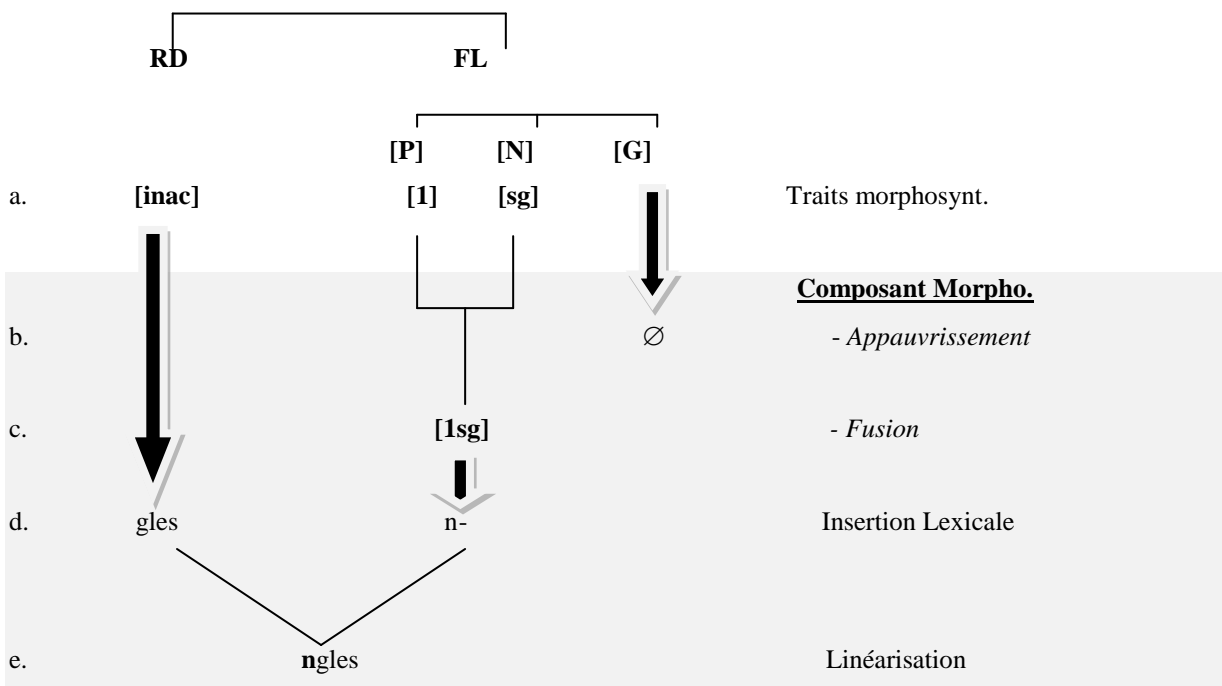 RD FL
[P] [N] [G]
a. [inac] [1] [sg] Traits morphosynt.
Composant Morpho.
b. ∅ - Appauvrissement
c. [1sg] - Fusion
d. gles n- Insertion Lexicale
e. ngles Linéarisation